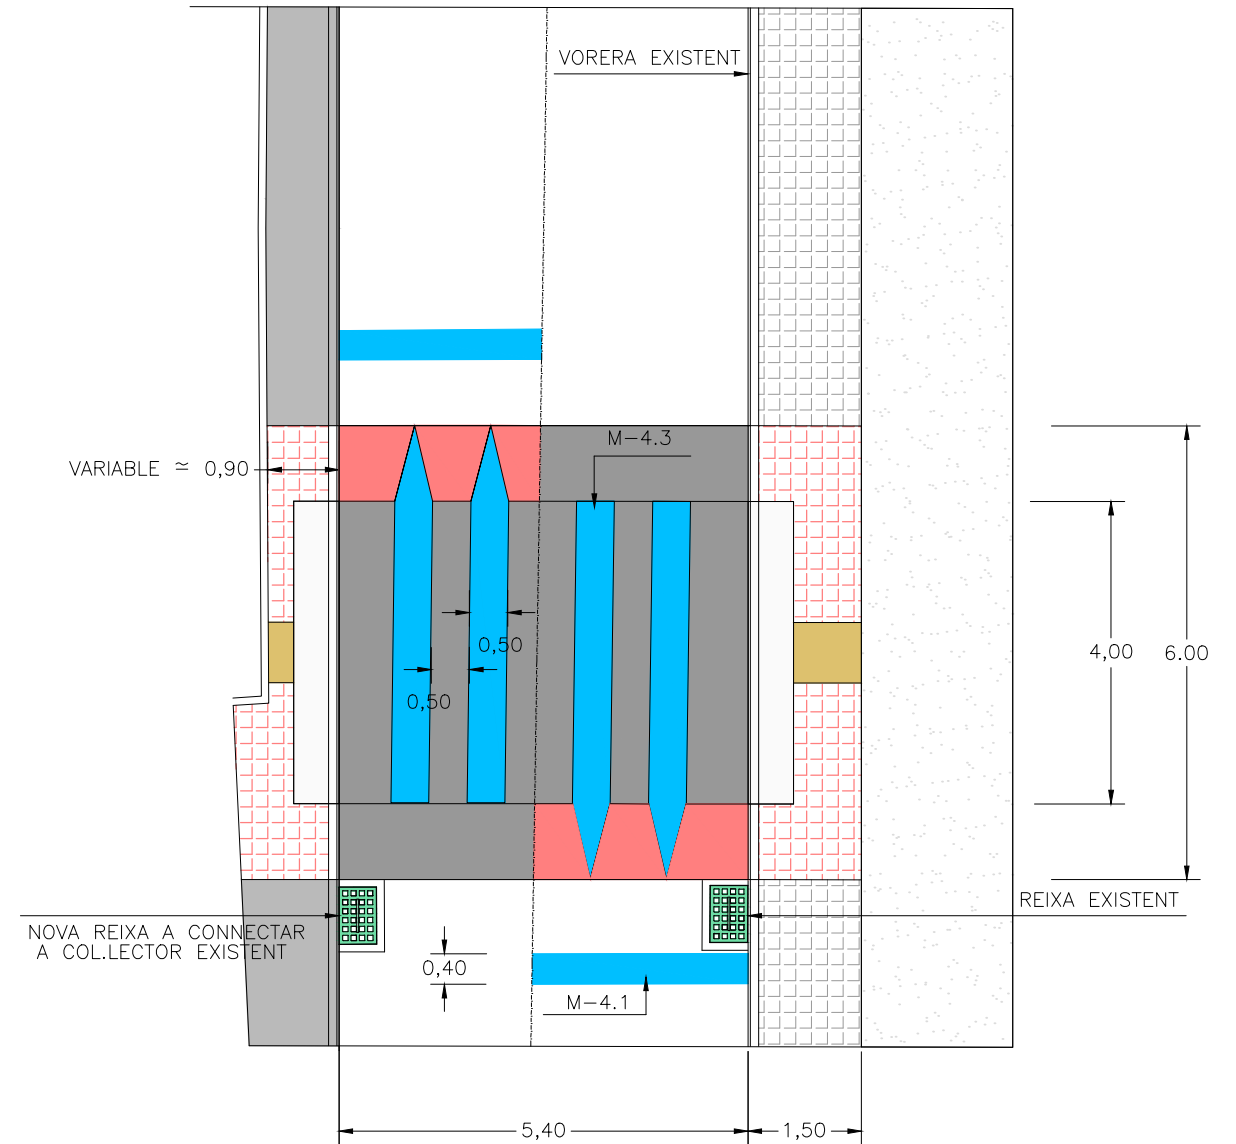 VORERA EXISTENT
M-4.3
VARIABLE ≃ 0,90
0,50
4,00
6.00
0,50
REIXA EXISTENT
NOVA REIXA A CONNECTAR
A COL.LECTOR EXISTENT
0,40
M-4.1
5,40
1,50